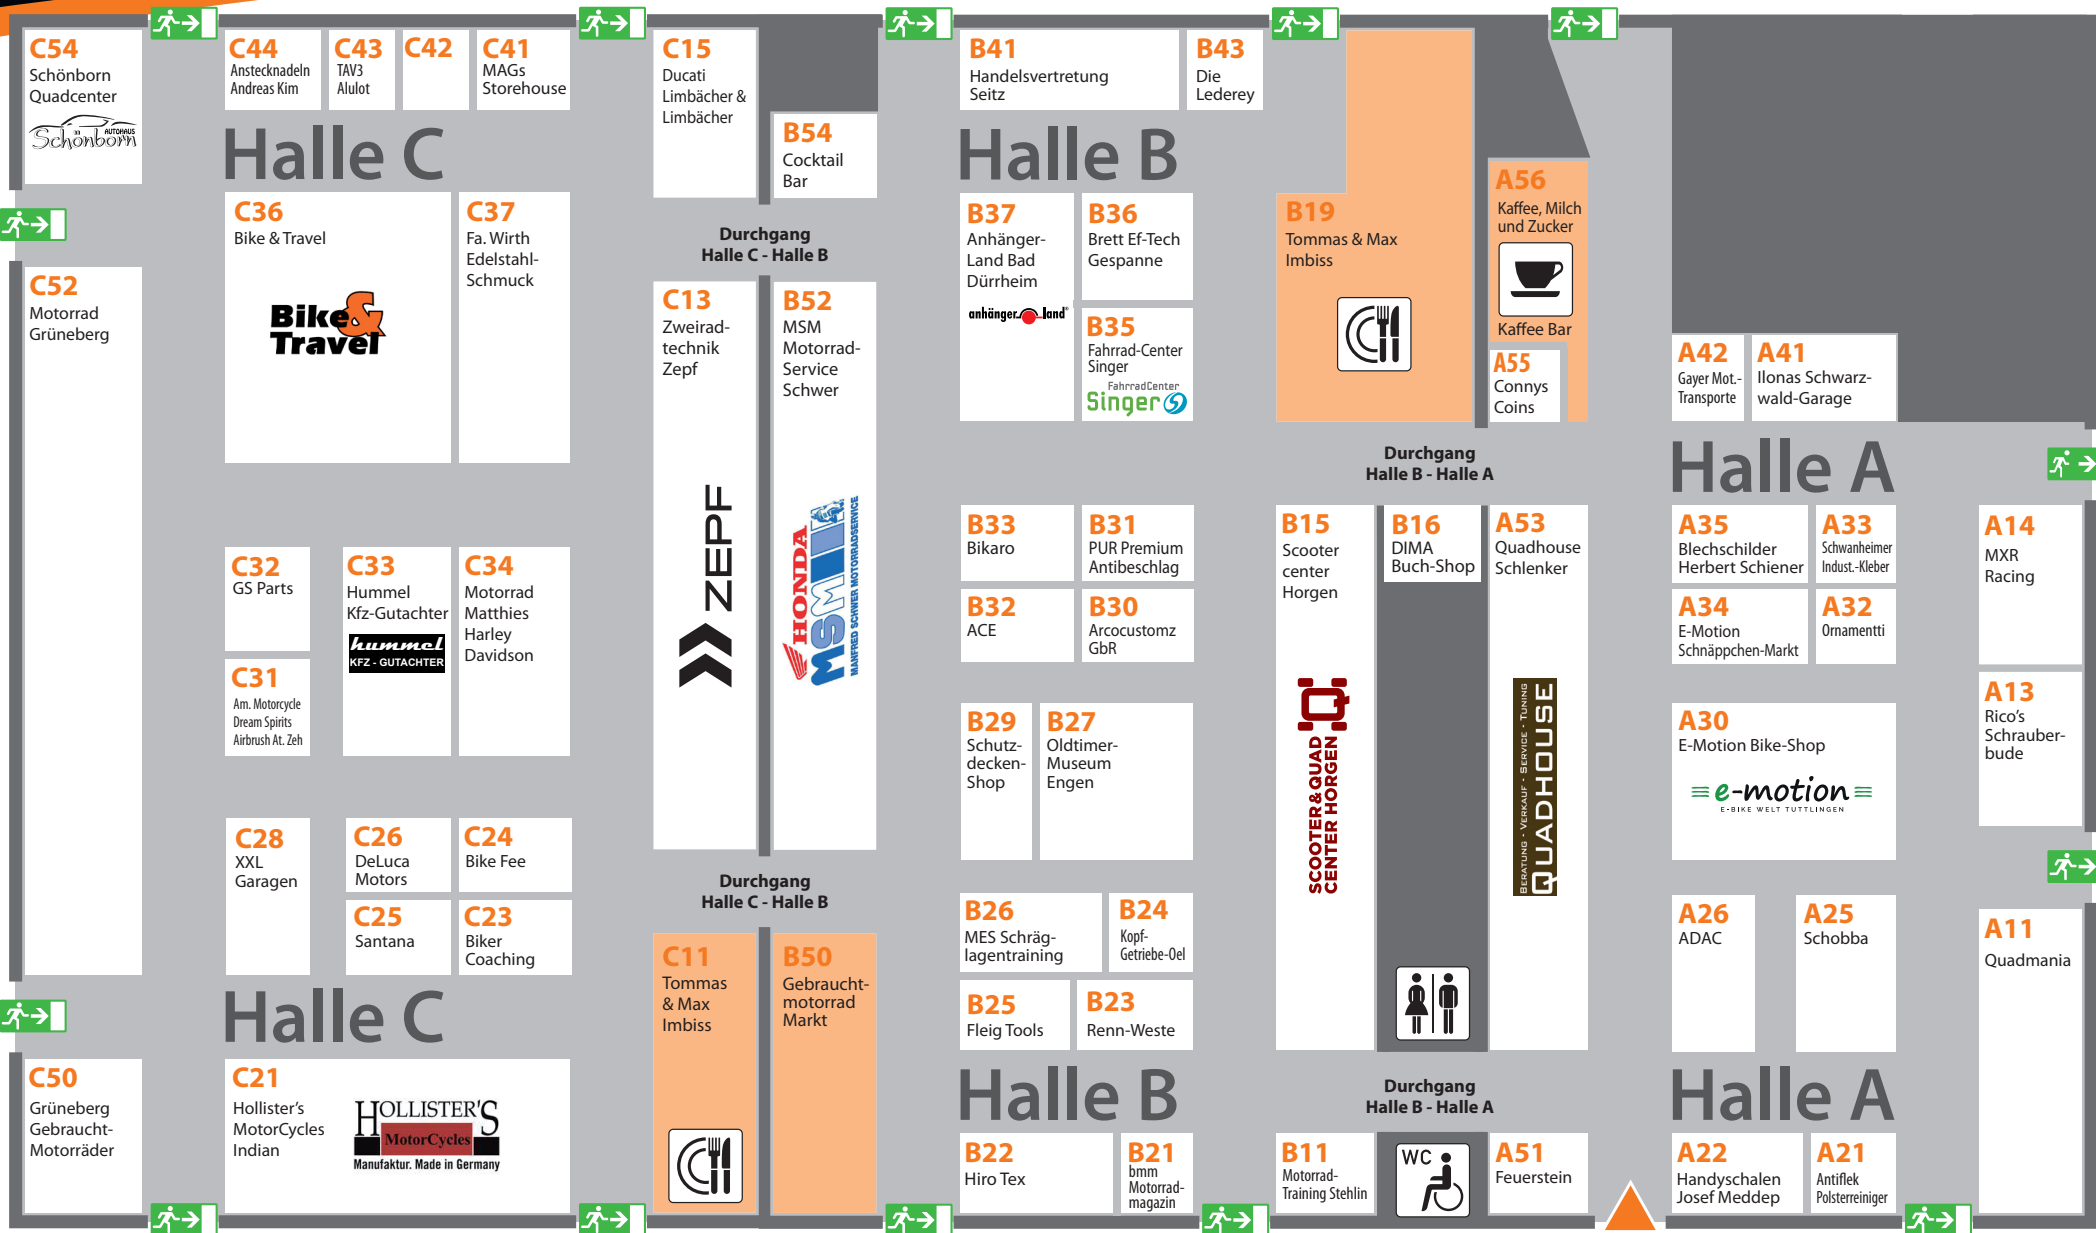 C54
Schönborn
Quadcenter
AUTOHAUS
Schönborn
C44
Anstecknadeln
Andreas Kim
C43
TAV3
Alulot
C42
C41
MAGs
Storehouse
C15
Ducati
Limbächer &
Limbächer
B54
Cocktail
Bar
B41
Handelsvertretung
Seitz
B43
Die
Lederey
Halle C
Halle B
C52
Motorrad
Grüneberg
C36
Bike & Travel
Bike &
Travel
C37
Fa. Wirth
Edelstahl-
Schmuck
Durchgang
Halle C - Halle B
C13
Zweirad-
technik
Zepf
ZEPF
B52
MSM
Motorrad-
Service
Schwer
HONDA
MSM
MANFRED SCHWER MOTORRADSERVICE
B37
Anhänger-
Land Bad
Dürrheim
anhänger land
B36
Brett Ef-Tech
Gespanne
B35
Fahrrad-Center
Singer
FahrradCenter
Singer
B19
Tommas & Max
Imbiss
A56
Kaffee, Milch
und Zucker
Kaffee Bar
A55
Connys
Coins
A42
Gayer Mot.-
Transporte
A41
Ilonas Schwarz-
wald-Garage
Durchgang
Halle B - Halle A
Halle A
C32
GS Parts
C33
Hummel
Kfz-Gutachter
hummel
KFZ - GUTACHTER
C34
Motorrad
Matthies
Harley
Davidson
C31
Am. Motorcycle
Dream Spirits
Airbrush At. Zeh
B33
Bikaro
B31
PUR Premium
Antibeschlag
B32
ACE
B30
Arcocustomz
GbR
B15
Scooter
center
Horgen
SCOOTER&QUAD
CENTER HORGEN
B16
DIMA
Buch-Shop
A53
Quadhouse
Schlenker
BERATUNG - VERKAUF - SERVICE - TUNING
QUADHOUSE
A35
Blechschilder
Herbert Schiener
A33
Schwanheimer
Indust.-Kleber
A34
E-Motion
Schnäppchen-Markt
A32
Ornamentti
A14
MXR
Racing
A13
Rico's
Schrauber-
bude
B29
Schutz-
decken-
Shop
B27
Oldtimer-
Museum
Engen
A30
E-Motion Bike-Shop
e-motion
E-BIKE WELT TUTTLINGEN
C28
XXL
Garagen
C26
DeLuca
Motors
C24
Bike Fee
C25
Santana
C23
Biker
Coaching
Durchgang
Halle C - Halle B
C11
Tommas
& Max
Imbiss
B50
Gebraucht-
motorrad
Markt
B26
MES Schräg-
lagentraining
B24
Kopf-
Getriebe-Oel
B25
Fleig Tools
B23
Renn-Weste
A26
ADAC
A25
Schobba
A11
Quadmania
Halle C
Halle B
Durchgang
Halle B - Halle A
Halle A
C50
Grüneberg
Gebraucht-
Motorräder
C21
Hollister's
MotorCycles
Indian
HOLLISTER'S
MotorCycles
Manufaktur. Made in Germany
B22
Hiro Tex
B21
bmm
Motorrad-
magazin
B11
Motorrad-
Training Stehlin
WC
A51
Feuerstein
A22
Handyschalen
Josef Meddep
A21
Antiflek
Polsterreiniger